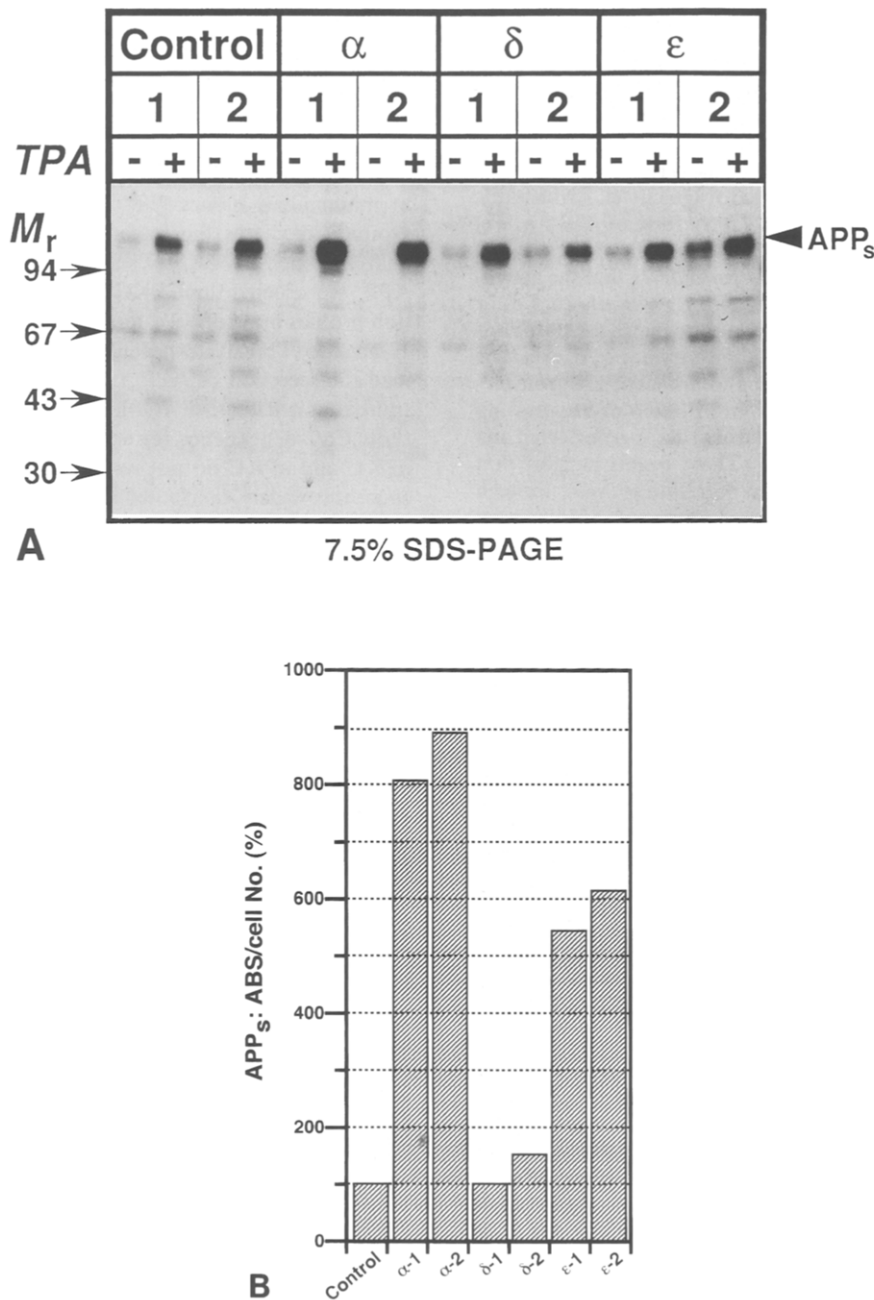 Control α δ ε
1 2 1 2 1 2 1 2
TPA - + - + - + - + - + - + - + - +
Mr
APPs
94
67
43
30
A
7.5% SDS-PAGE
1000
800
600
400
200
0
APPs: ABS/cell No. (%)
Control α-1 α-2 δ-1 δ-2 ε-1 ε-2
B